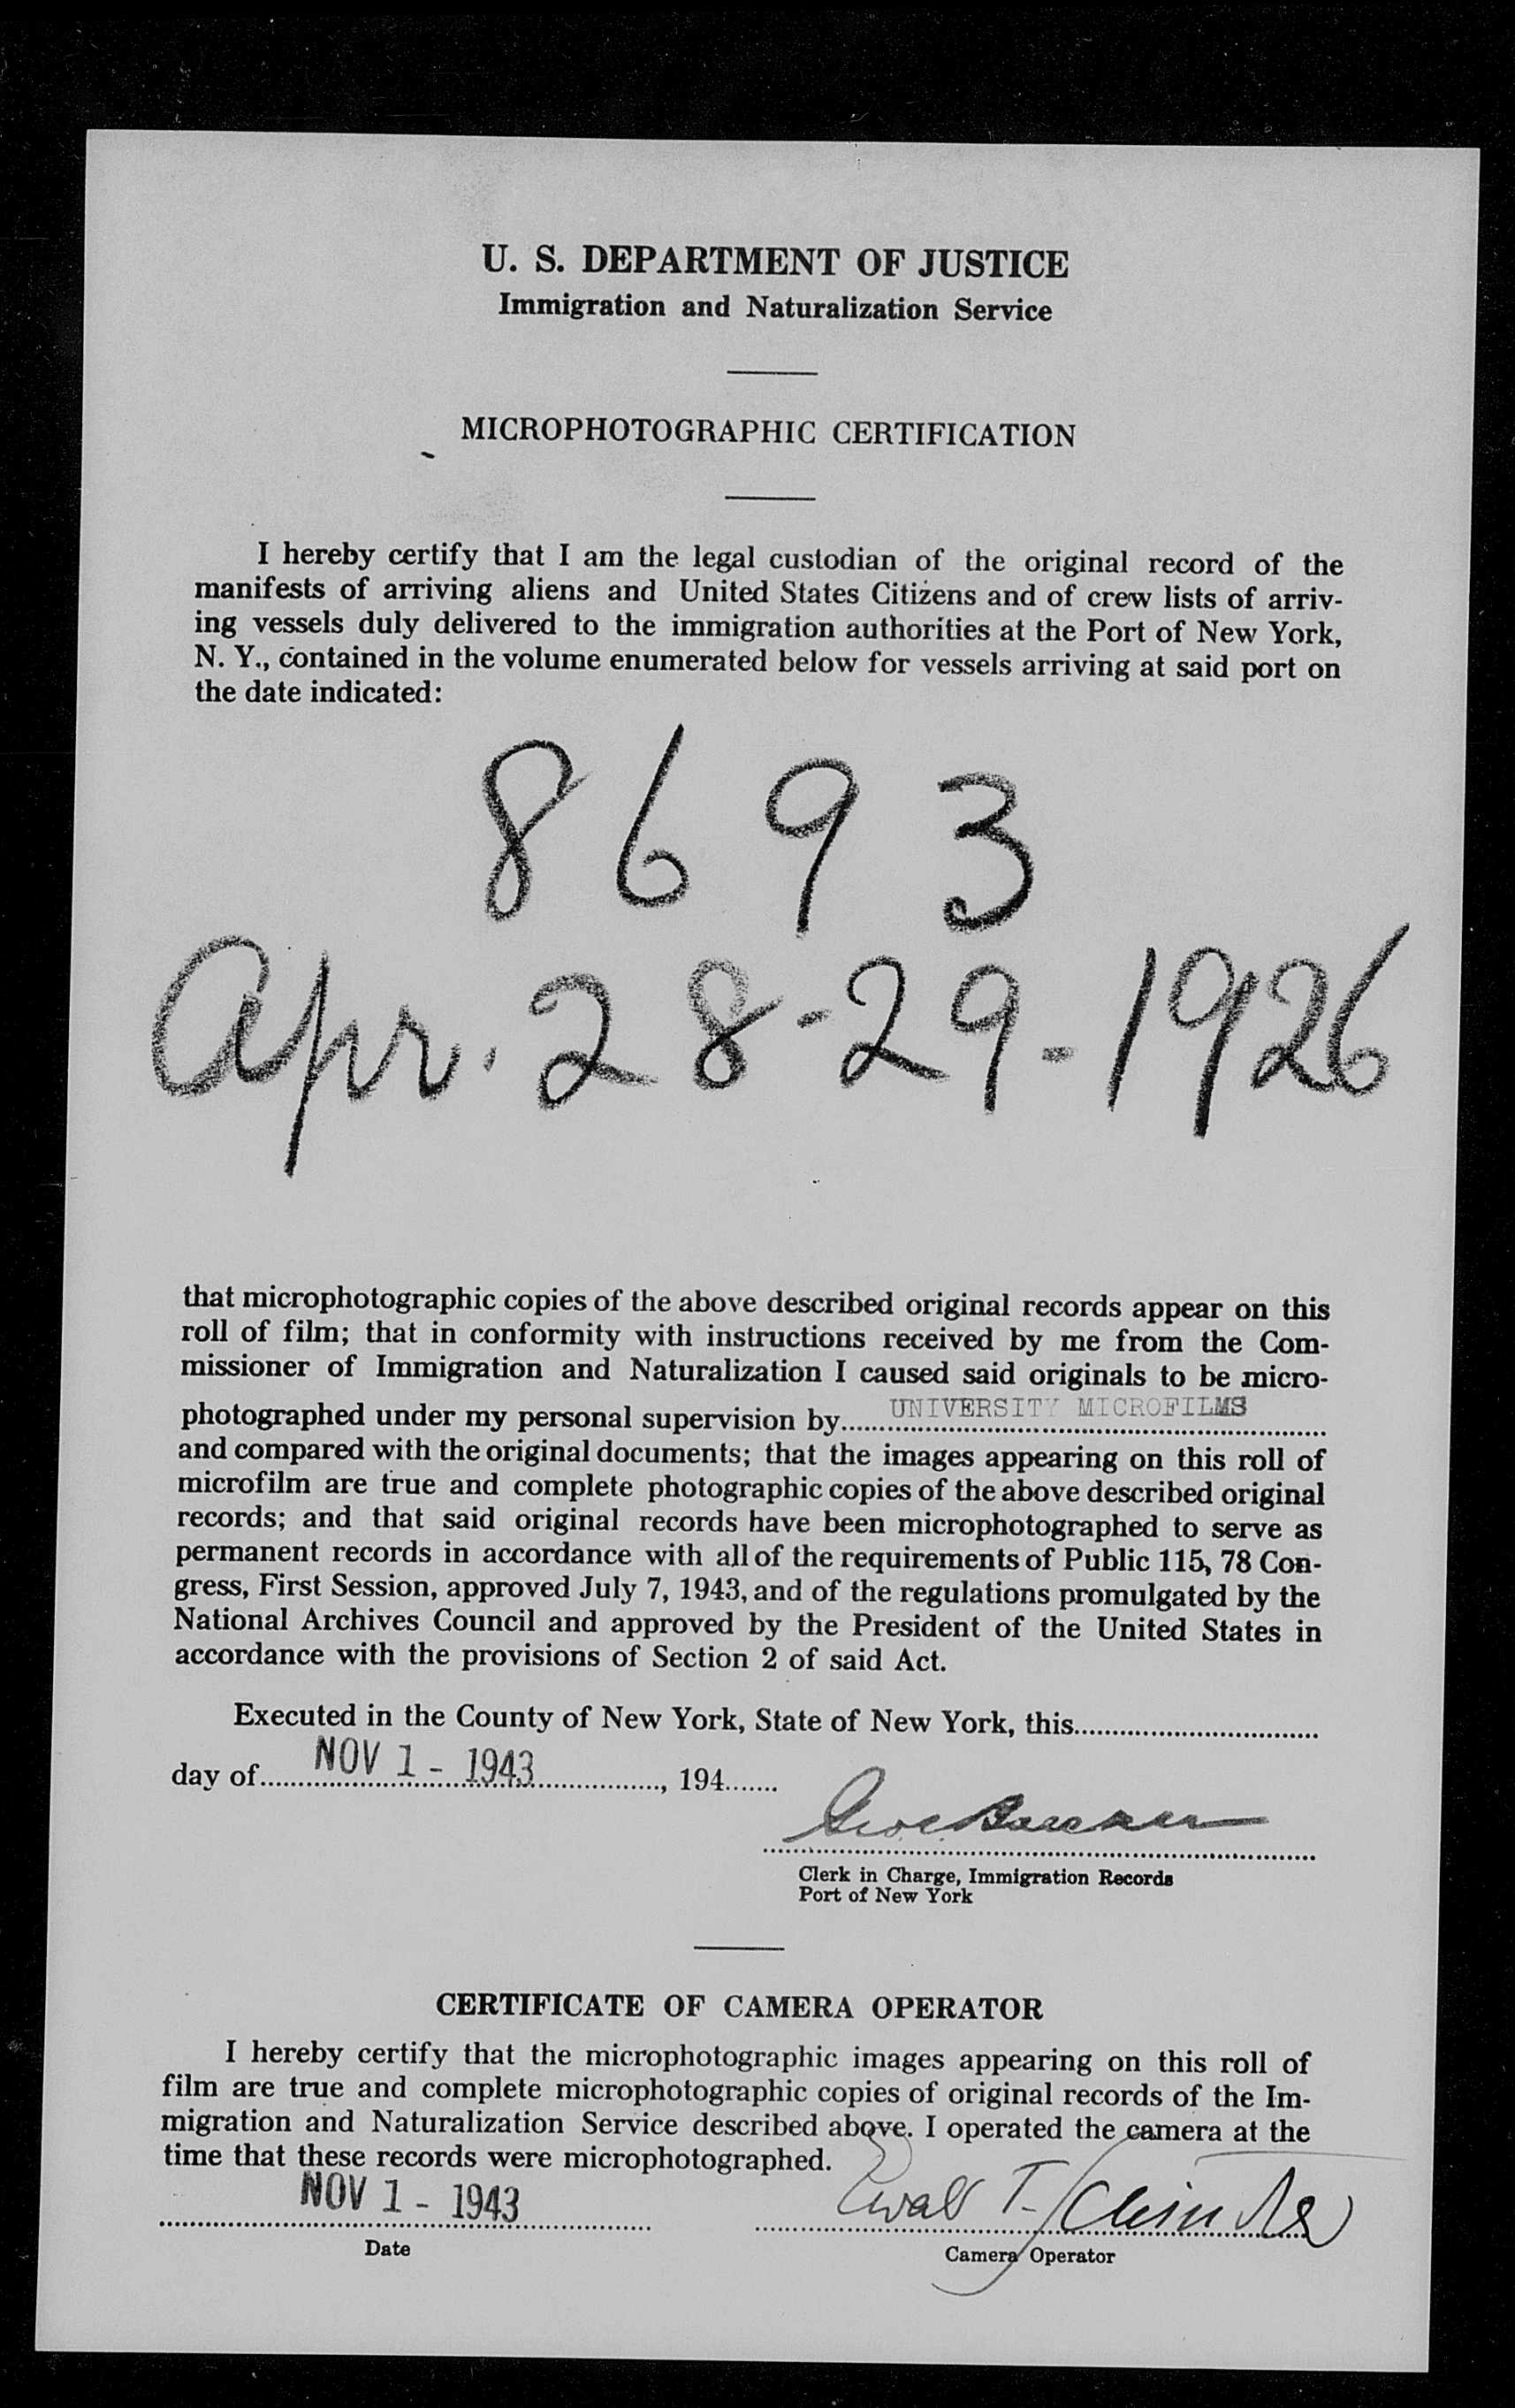 U. S. DEPARTMENT OF JUSTICE
Immigration and Naturalization Service
MICROPHOTOGRAPHIC CERTIFICATION
I hereby certify that I am the legal custodian of the original record of the
manifests of arriving aliens and United States Citizens and of crew lists of arriv-
ing vessels duly delivered to the immigration authorities at the Port of New York,
N. Y., contained in the volume enumerated below for vessels arriving at said port on
the date indicated:
8693
Apr. 28-29-1926
that microphotographic copies of the above described original records appear on this
roll of film; that in conformity with instructions received by me from the Com-
missioner of Immigration and Naturalization I caused said originals to be micro-
photographed under my personal supervision by UNIVERSITY MICROFILMS
and compared with the original documents; that the images appearing on this roll of
microfilm are true and complete photographic copies of the above described original
records; and that said original records have been microphotographed to serve as
permanent records in accordance with all of the requirements of Public 115, 78 Con-
gress, First Session, approved July 7, 1943, and of the regulations promulgated by the
National Archives Council and approved by the President of the United States in
accordance with the provisions of Section 2 of said Act.
Executed in the County of New York, State of New York, this
day of NOV 1 - 1943, 194
Clerk in Charge, Immigration Records
Port of New York
CERTIFICATE OF CAMERA OPERATOR
I hereby certify that the microphotographic images appearing on this roll of
film are true and complete microphotographic copies of original records of the Im-
migration and Naturalization Service described above. I operated the camera at the
time that these records were microphotographed.
NOV 1 - 1943
Date
Camera Operator